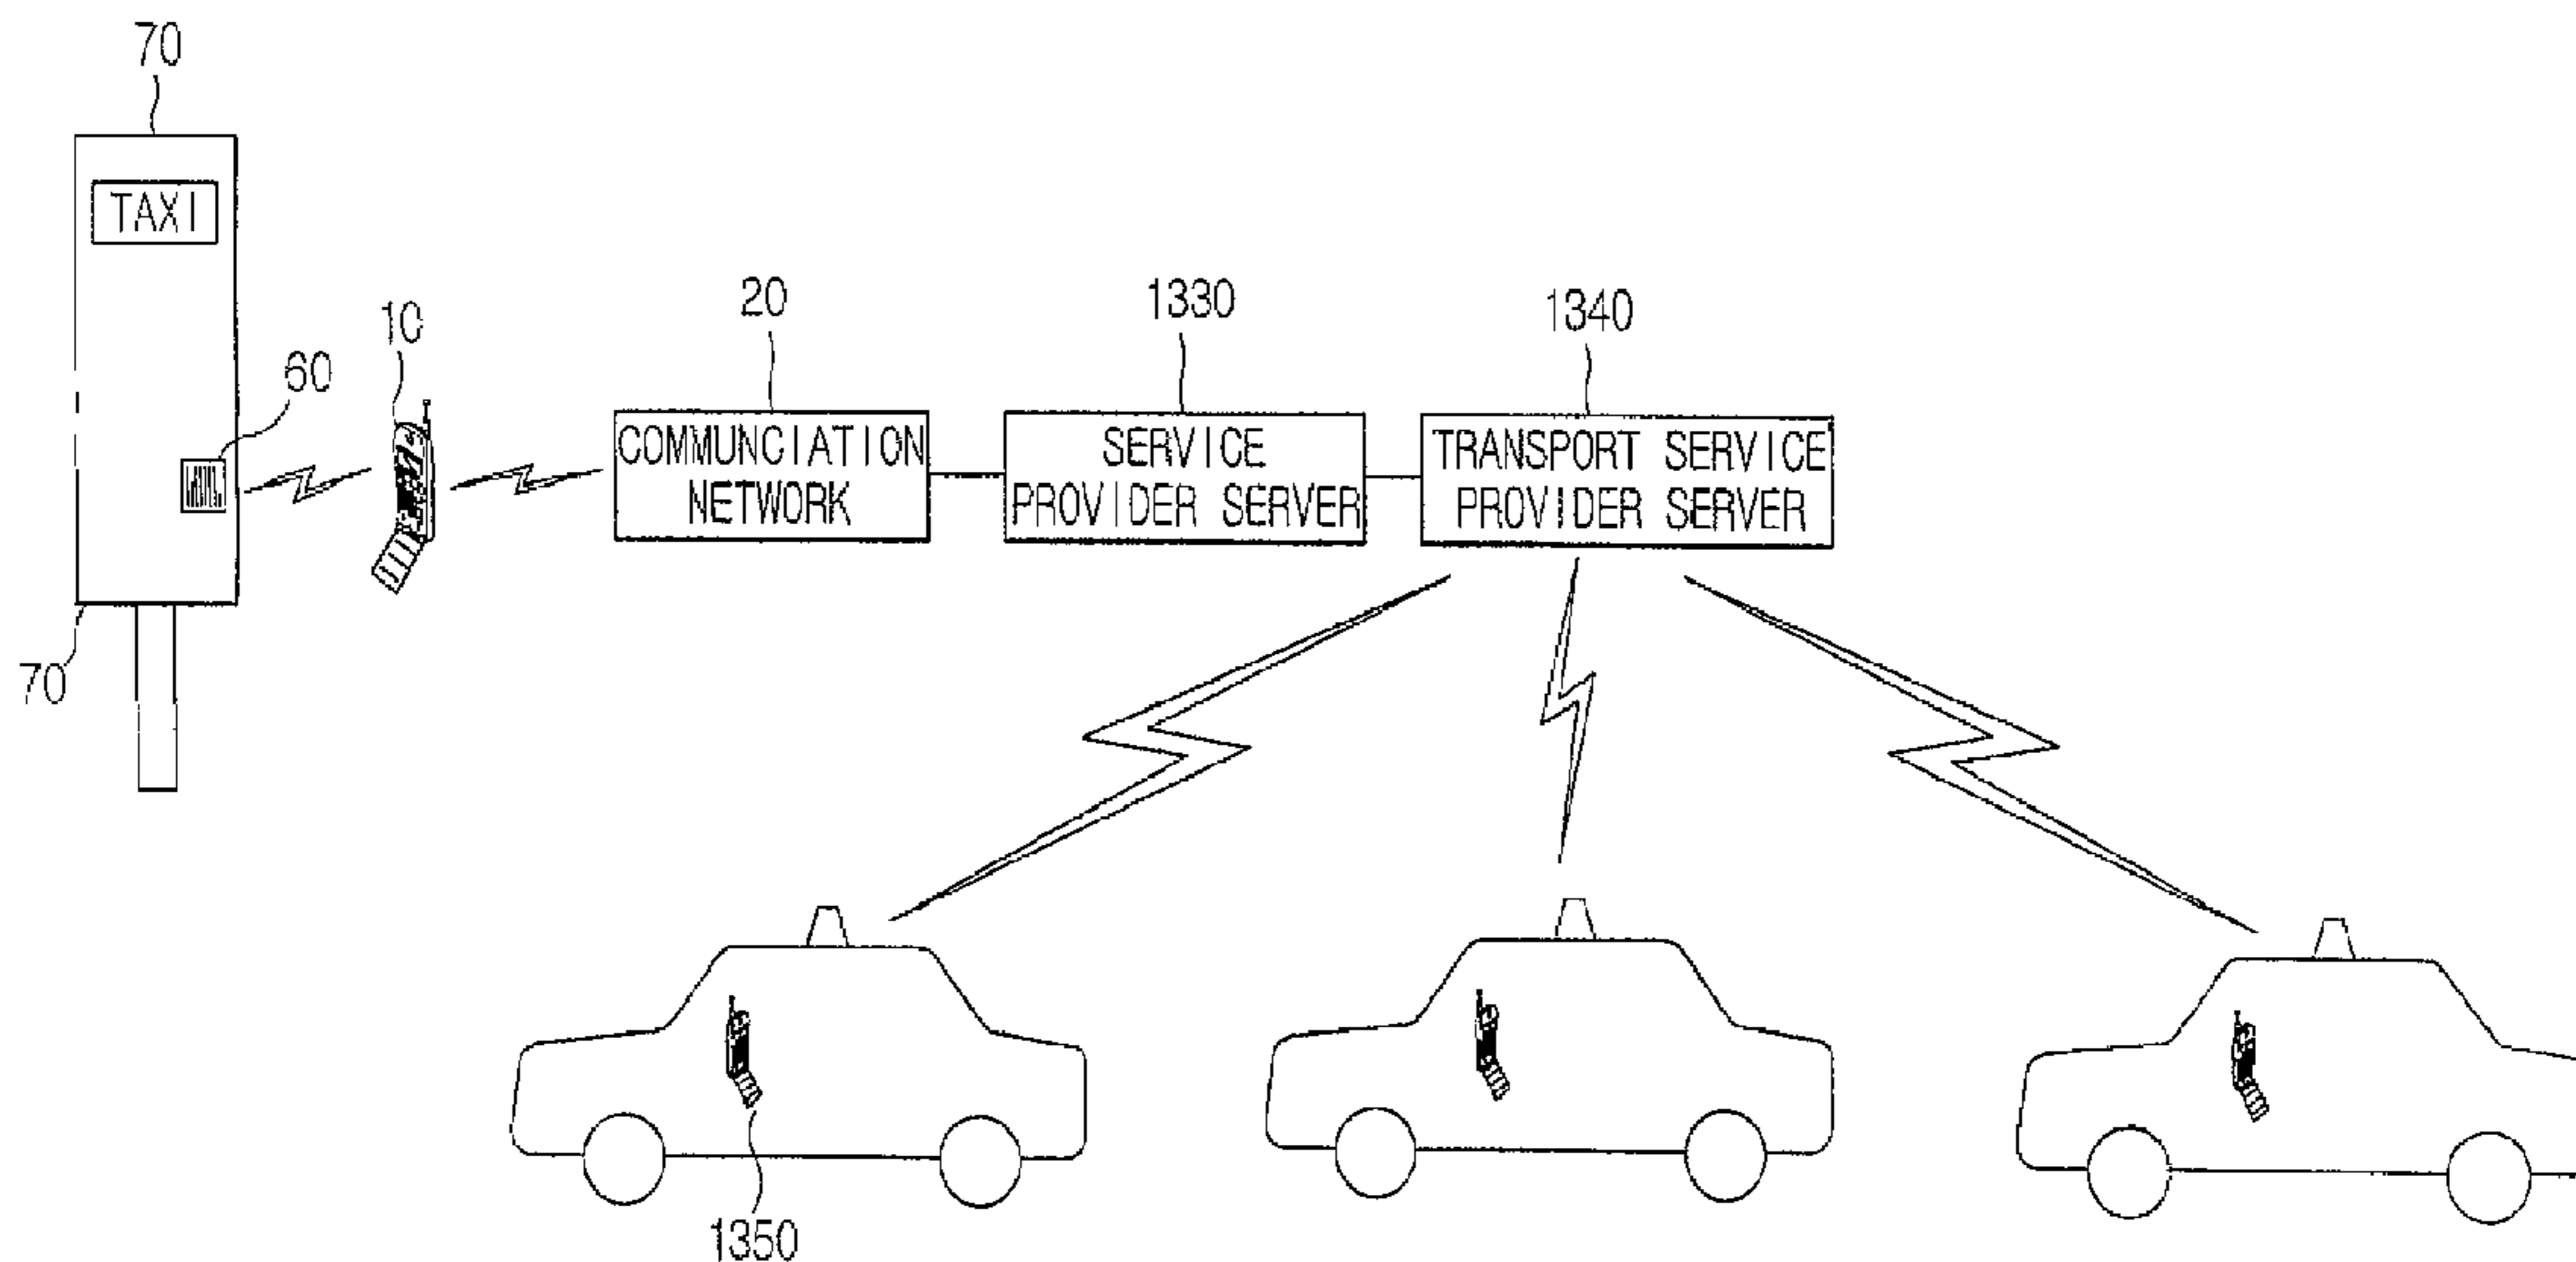 70
TAXI
10
60
20
1330
1340
COMMUNCIATION
NETWORK
SERVICE
PROVIDER SERVER
TRANSPORT SERVICE
PROVIDER SERVER
70
1350